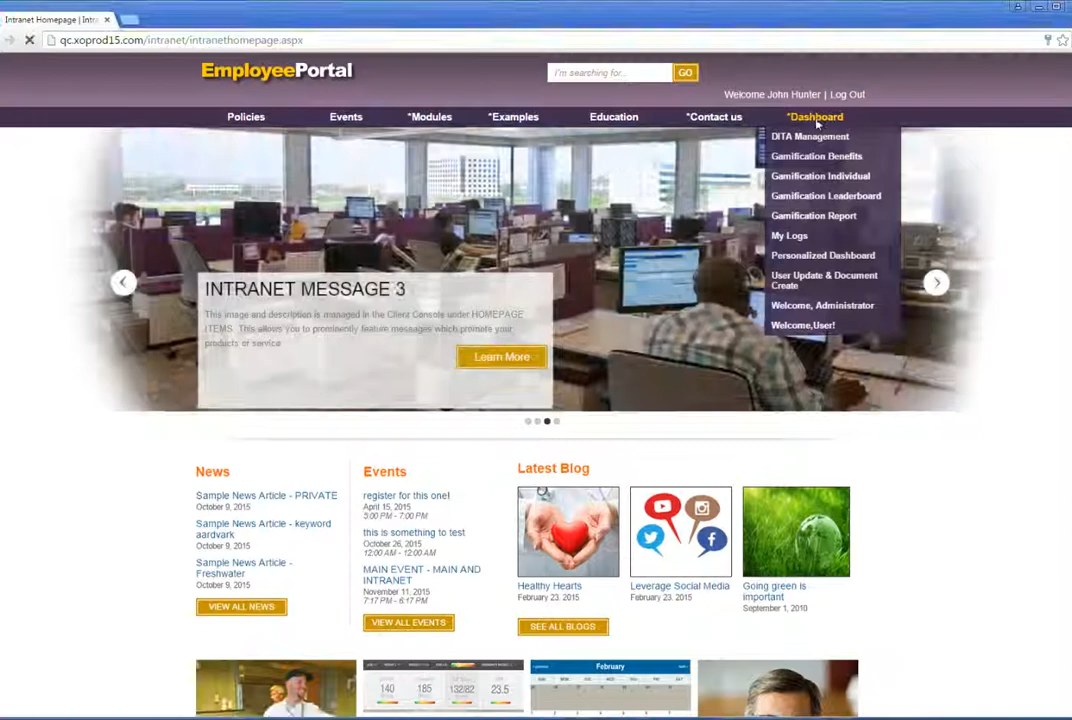 Intranet Homepage | Intra
qc.xoprod15.com/intranet/intranethomepage.aspx
EmployeePortal
I'm searching for...
GO
Welcome John Hunter | Log Out
Policies
Events
*Modules
*Examples
Education
*Contact us
*Dashboard
DITA Management
Gamification Benefits
Gamification Individual
Gamification Leaderboard
Gamification Report
My Logs
Personalized Dashboard
User Update & Document
Create
Welcome, Administrator
Welcome,User!
INTRANET MESSAGE 3
This image and description is managed in the Client Console under HOMEPAGE
ITEMS. This allows you to prominently feature messages which promote your
products or service
Learn More
News
Sample News Article - PRIVATE
October 9, 2015
Sample News Article - keyword
aardvark
October 9, 2015
Sample News Article -
Freshwater
October 9, 2015
VIEW ALL NEWS
Events
register for this one!
April 15, 2015
5:00 PM - 7:00 PM
this is something to test
October 26, 2015
12:00 AM - 12:00 AM
MAIN EVENT - MAIN AND
INTRANET
November 11, 2015
7:17 PM - 6:17 PM
VIEW ALL EVENTS
Latest Blog
Healthy Hearts
February 23, 2015
Leverage Social Media
February 23, 2015
Going green is
important
September 1, 2010
SEE ALL BLOGS
140
185
132/82
23.5
February